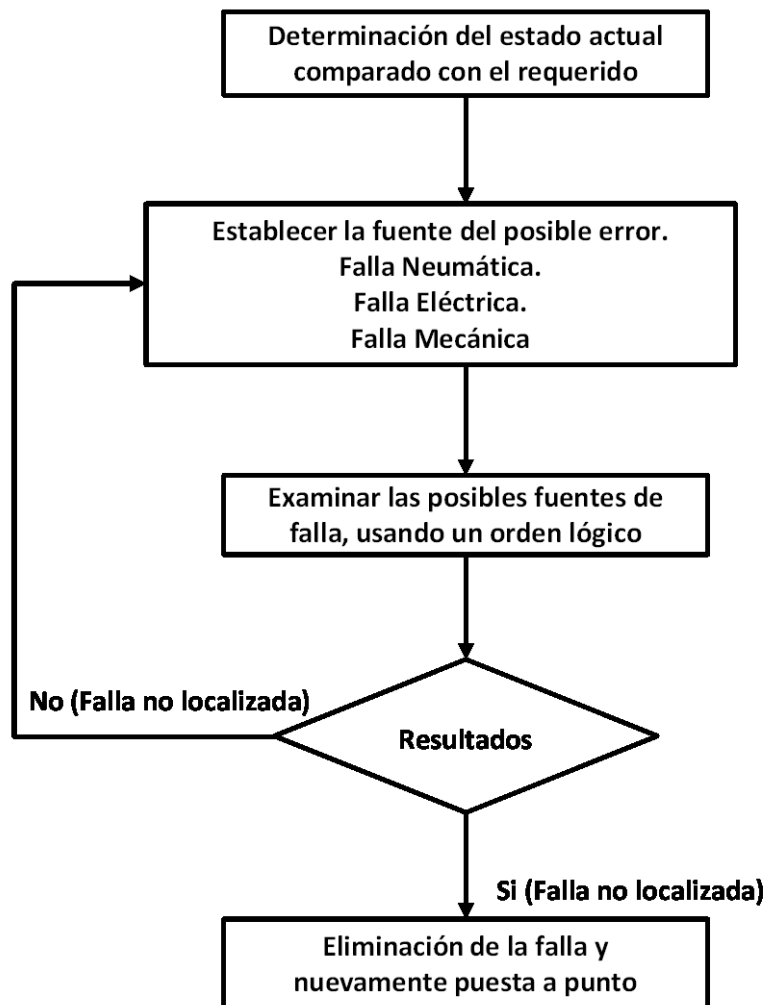 Determinación del estado actual
comparado con el requerido
Establecer la fuente del posible error.
Falla Neumática.
Falla Eléctrica.
Falla Mecánica
Examinar las posibles fuentes de
falla, usando un orden lógico
No (Falla no localizada)
Resultados
Si (Falla no localizada)
Eliminación de la falla y
nuevamente puesta a punto